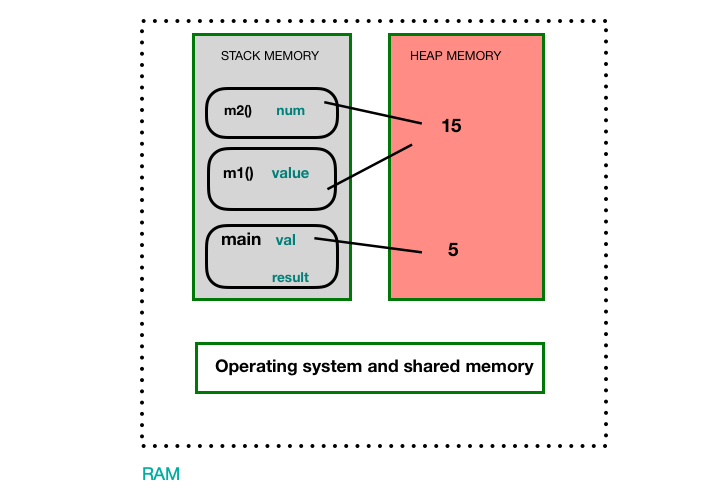 STACK MEMORY
HEAP MEMORY
m2() num
15
m1() value
main val
5
result
Operating system and shared memory
RAM